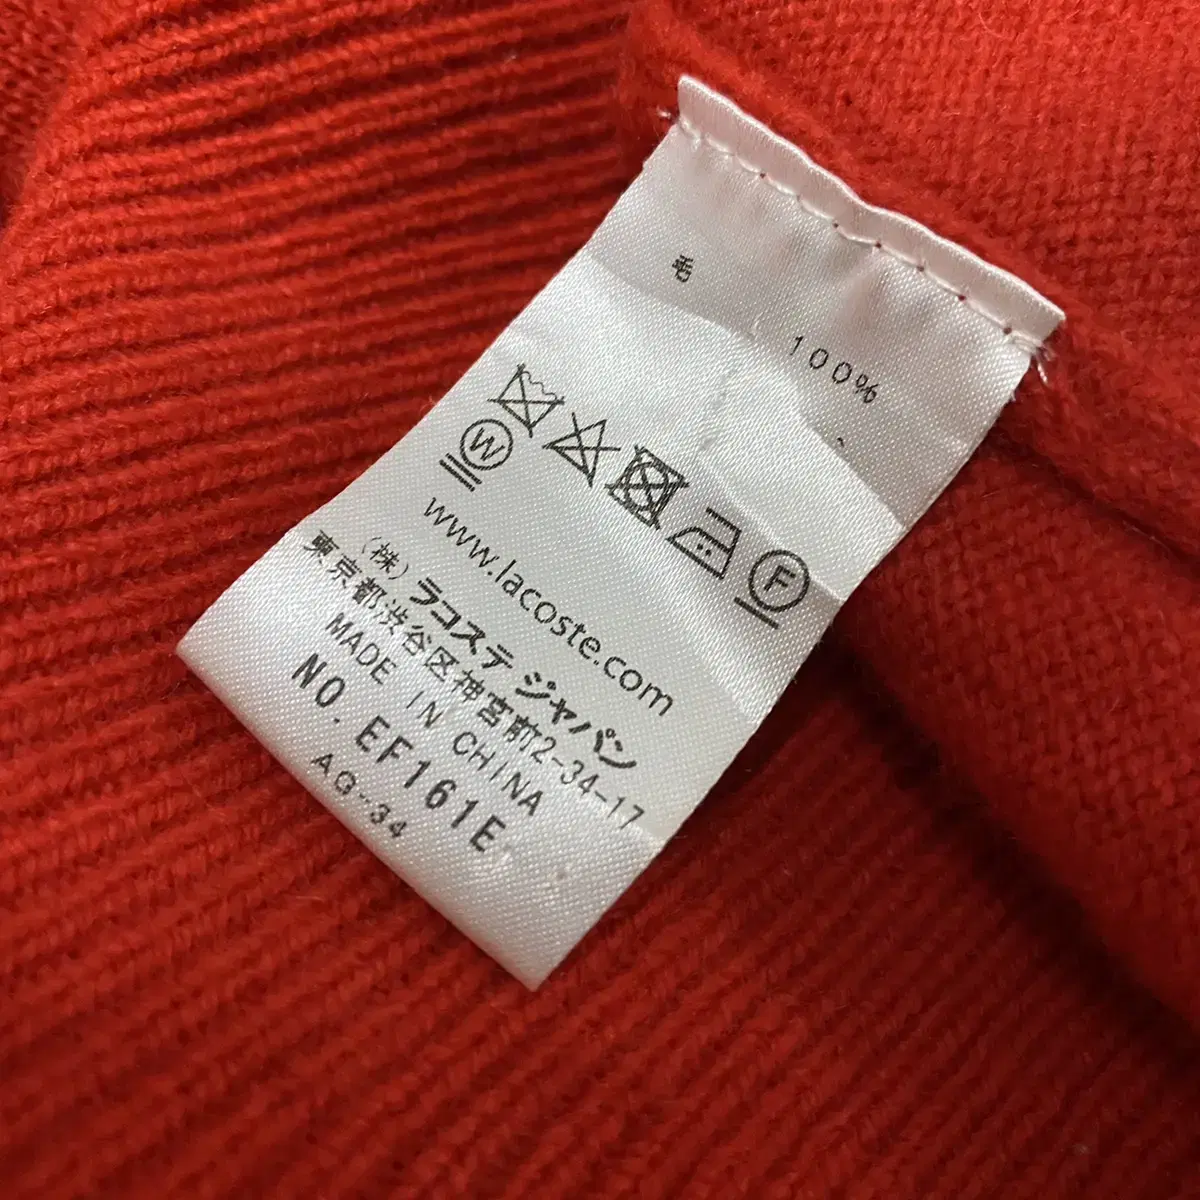 毛
100%
F
W
www.lacoste.com
(株) ラコステ ジャパン
東京都渋谷区神宮前2-34-17
MADE IN CHINA
NO. EF161E
AG-34